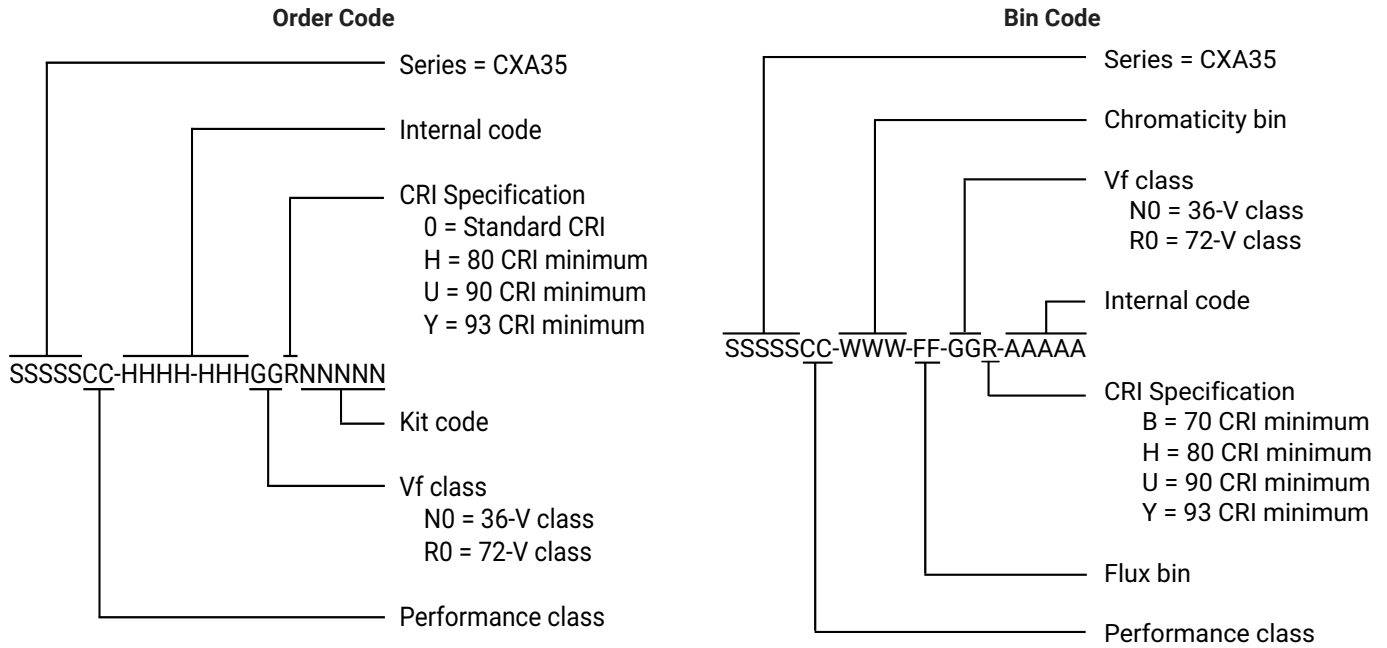 Order Code
Series = CXA35
Internal code
CRI Specification
0 = Standard CRI
H = 80 CRI minimum
U = 90 CRI minimum
Y = 93 CRI minimum
SSSSSCC-HHHH-HHHGGRNNNNN
Kit code
Vf class
N0 = 36-V class
R0 = 72-V class
Performance class
Bin Code
Series = CXA35
Chromaticity bin
Vf class
N0 = 36-V class
R0 = 72-V class
Internal code
SSSSSCC-WWW-FF-GGR-AAAAA
CRI Specification
B = 70 CRI minimum
H = 80 CRI minimum
U = 90 CRI minimum
Y = 93 CRI minimum
Flux bin
Performance class